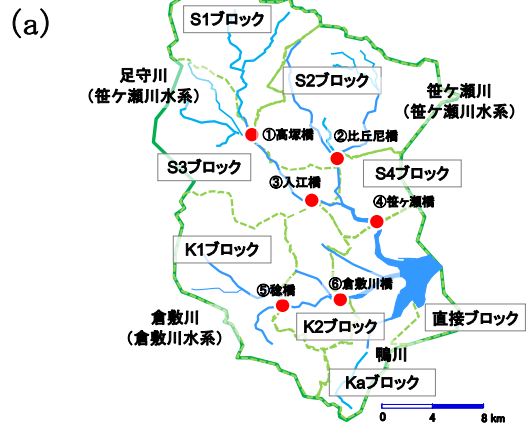 (a)
S1ブロック
足守川
(笹ケ瀬川水系)
S2ブロック
笹ケ瀬川
(笹ケ瀬川水系)
①高塚橋
②比丘尼橋
S3ブロック
③入江橋
S4ブロック
④笹ヶ瀬橋
K1ブロック
⑤稔橋
⑥倉敷川橋
倉敷川
(倉敷川水系)
K2ブロック
直接ブロック
鴨川
Kaブロック
0 4 8 km